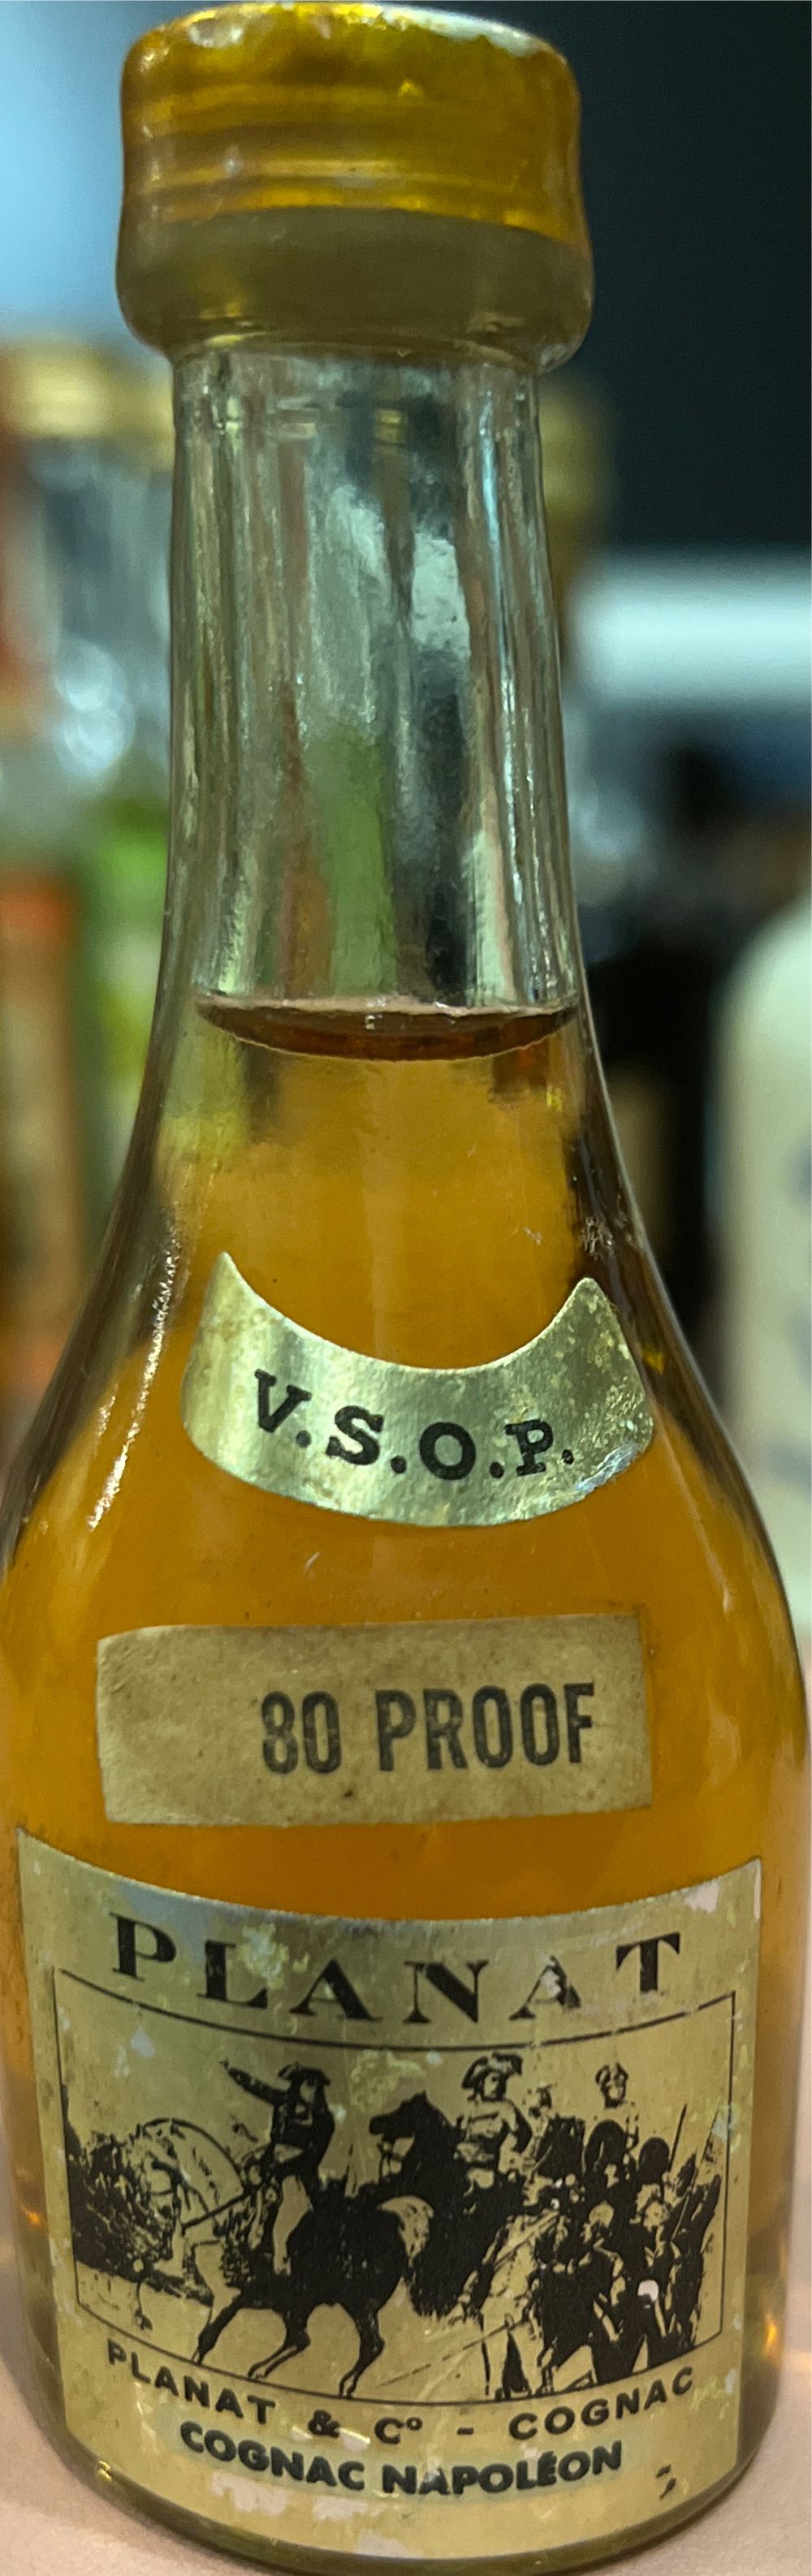 V.S.O.P.
80 PROOF
PLANAT
PLANAT & Cº - COGNAC
COGNAC NAPOLÉON